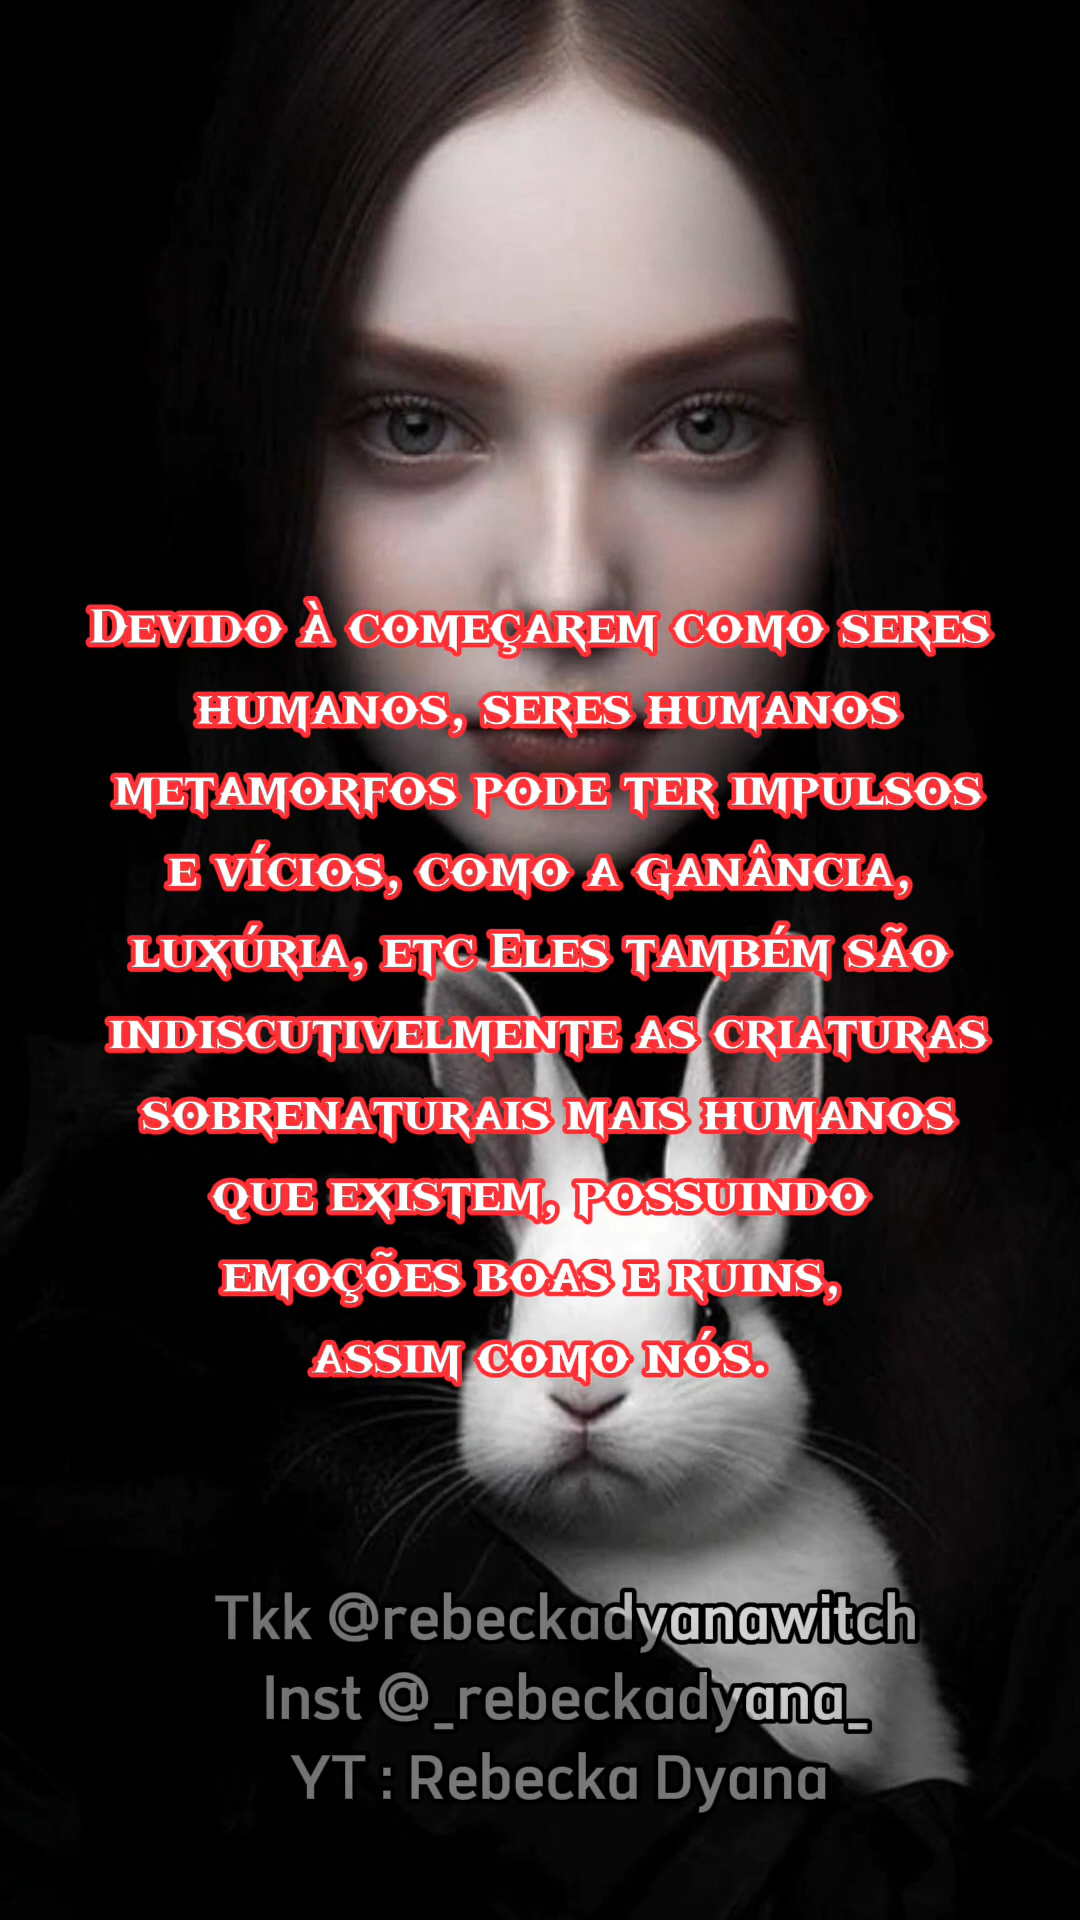 Devido à começarem como seres
humanos, seres humanos
metamorfos pode ter impulsos
e vícios, como a ganância,
luxúria, etc Eles também são
indiscutivelmente as criaturas
sobrenaturais mais humanos
que existem, possuindo
emoções boas e ruins,
assim como nós.
Tkk @rebeckadyanawitch
Inst @_rebeckadyana_
YT : Rebecka Dyana